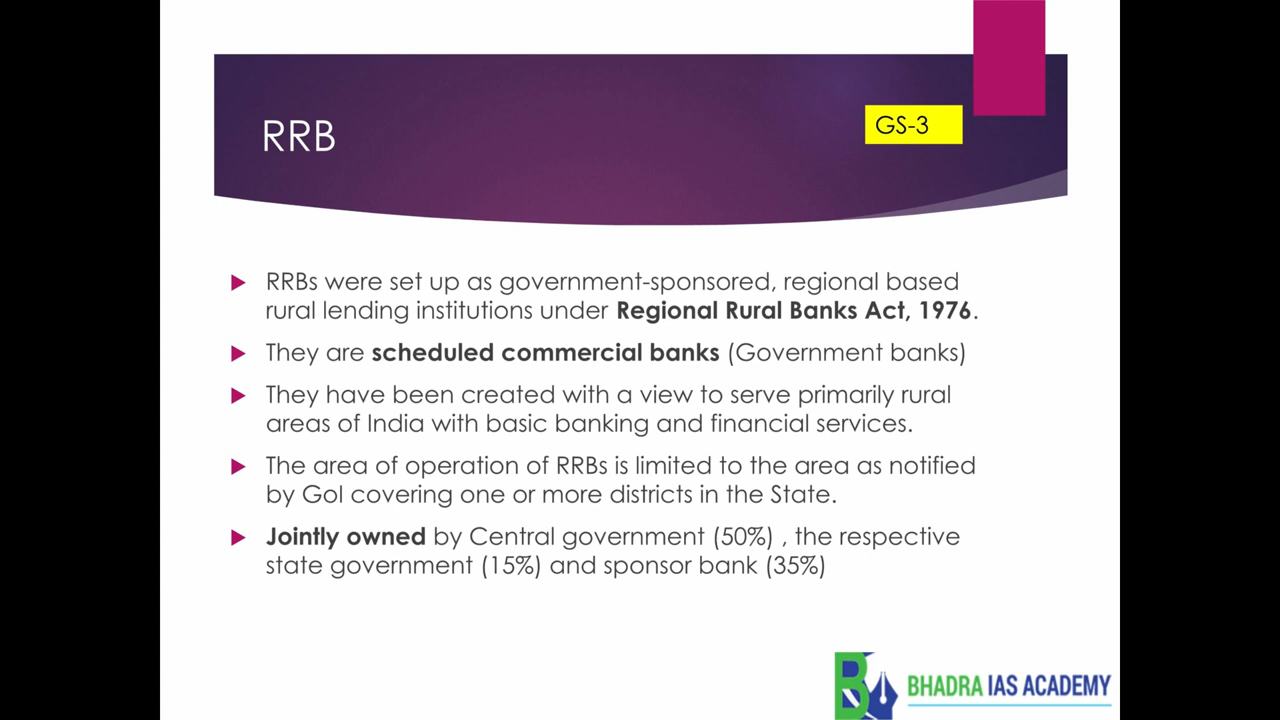 RRB
GS-3
RRBs were set up as government-sponsored, regional based
rural lending institutions under Regional Rural Banks Act, 1976.
They are scheduled commercial banks (Government banks)
They have been created with a view to serve primarily rural
areas of India with basic banking and financial services.
The area of operation of RRBs is limited to the area as notified
by GoI covering one or more districts in the State.
Jointly owned by Central government (50%) , the respective
state government (15%) and sponsor bank (35%)
BHADRA IAS ACADEMY